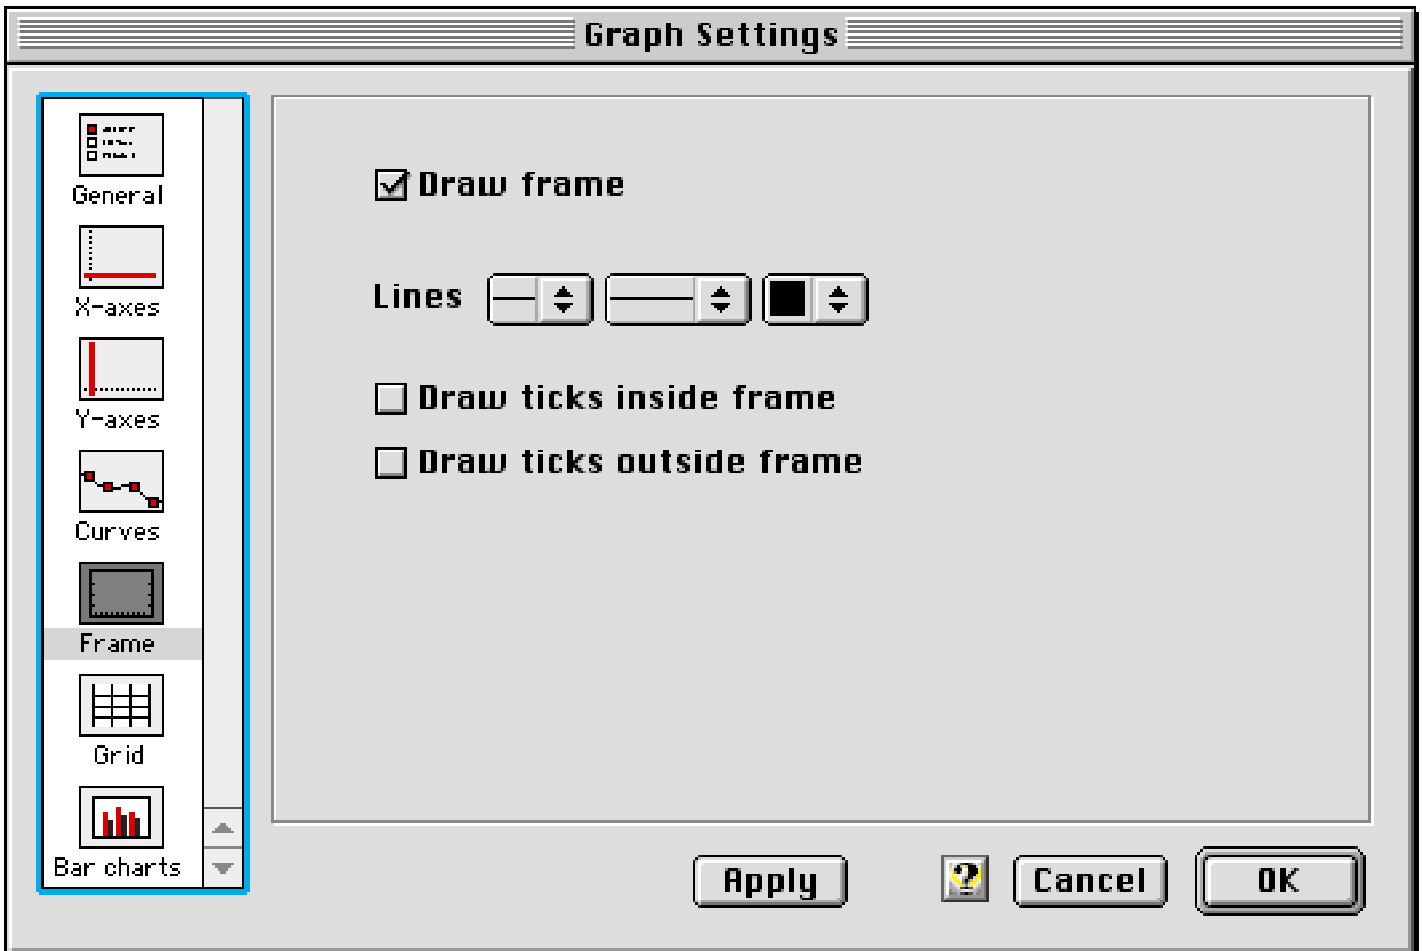 Graph Settings
General
X-axes
Y-axes
Curves
Frame
Grid
Bar charts
Draw frame
Lines
Draw ticks inside frame
Draw ticks outside frame
Apply
?
Cancel
OK